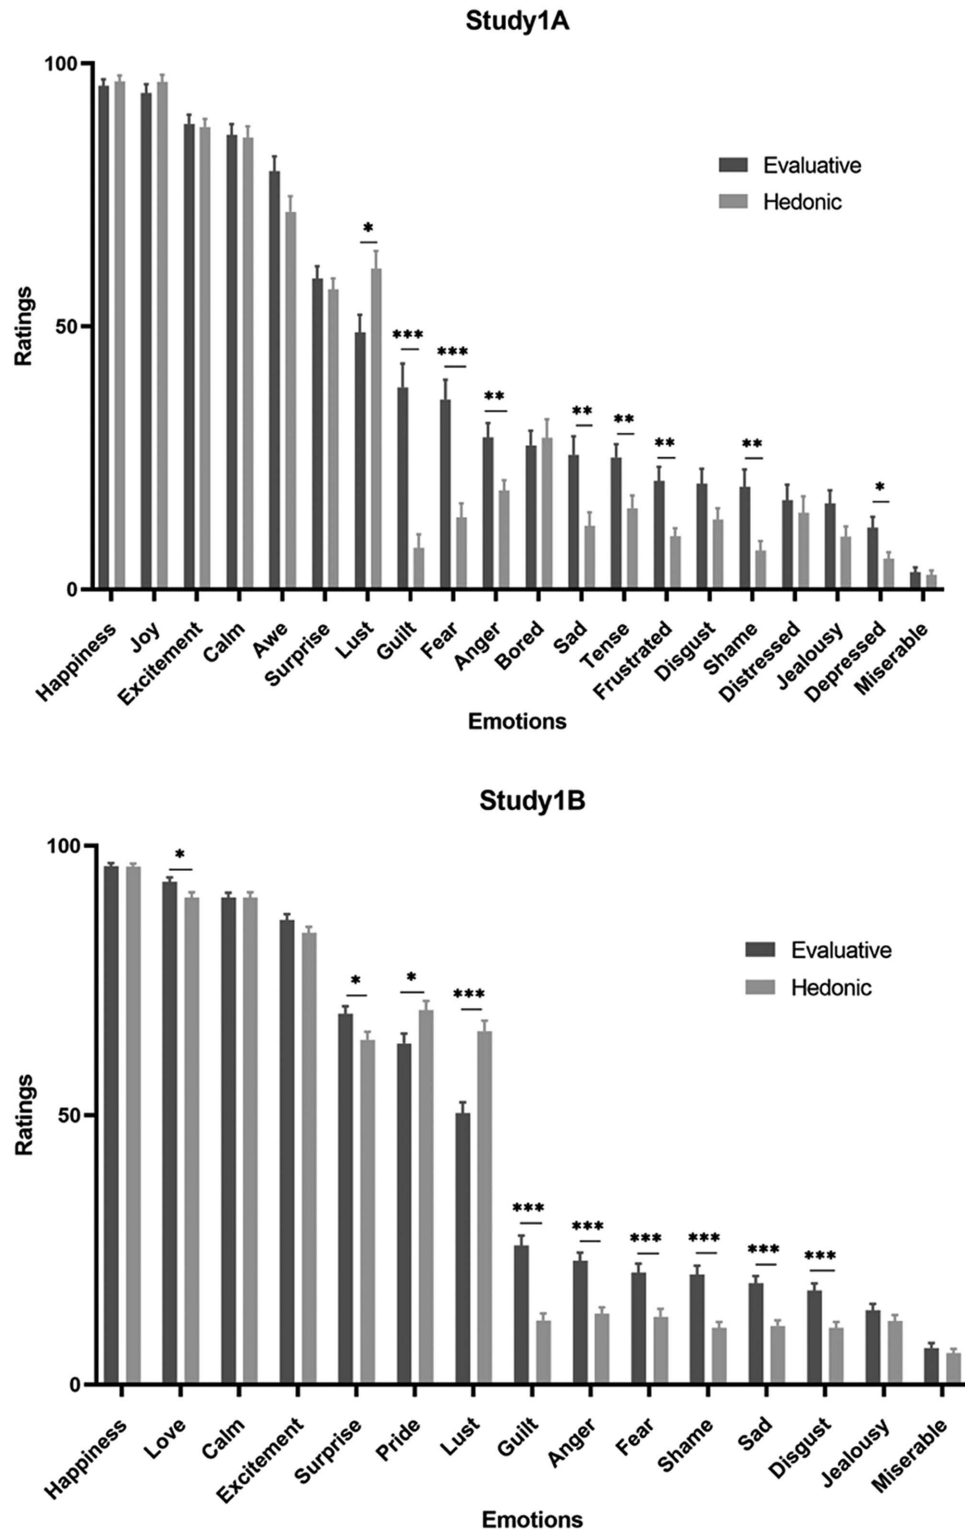 Study1A
100
50
0
Ratings
Evaluative
Hedonic
*
***
***
**
**
**
**
**
*
Happiness
Joy
Excitement
Calm
Awe
Surprise
Lust
Guilt
Fear
Anger
Bored
Sad
Tense
Frustrated
Disgust
Shame
Distressed
Jealousy
Depressed
Miserable
Emotions
Study1B
100
50
0
Ratings
Evaluative
Hedonic
*
*
*
***
***
***
***
***
***
***
Happiness
Love
Calm
Excitement
Surprise
Pride
Lust
Guilt
Anger
Fear
Shame
Sad
Disgust
Jealousy
Miserable
Emotions